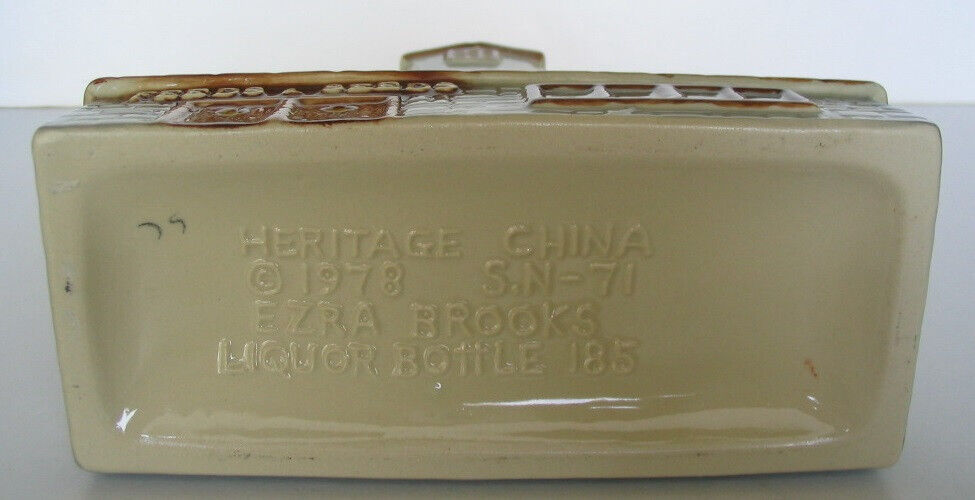 HERITAGE CHINA
© 1978 S.N-71
EZRA BROOKS
LIQUOR BOttLE 185